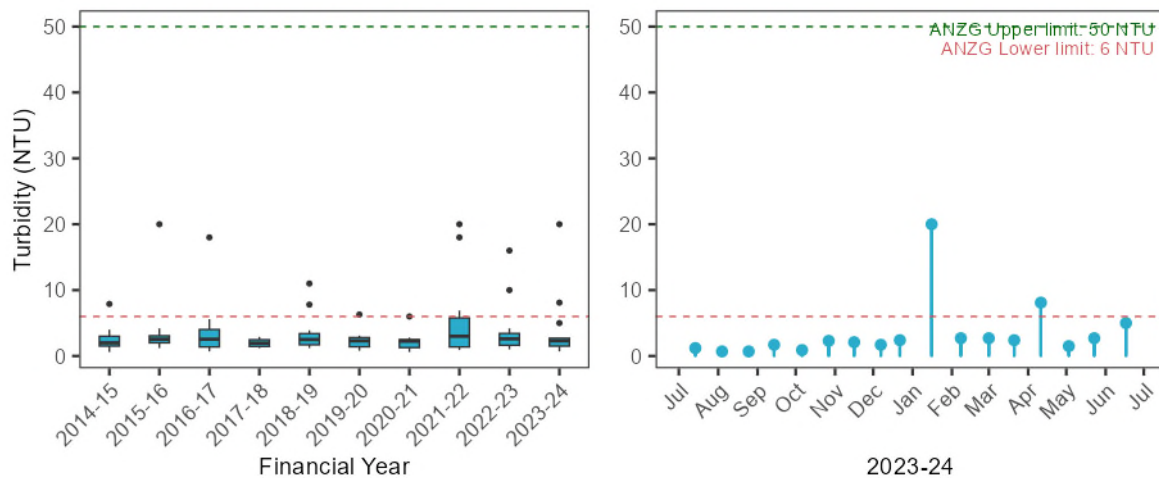 Turbidity (NTU)
50
40
30
20
10
0
2014-15
2015-16
2016-17
2017-18
2018-19
2019-20
2020-21
2021-22
2022-23
2023-24
Financial Year
ANZG Upper limit: 50 NTU
ANZG Lower limit: 6 NTU
50
40
30
20
10
0
Jul
Aug
Sep
Oct
Nov
Dec
Jan
Feb
Mar
Apr
May
Jun
Jul
2023-24